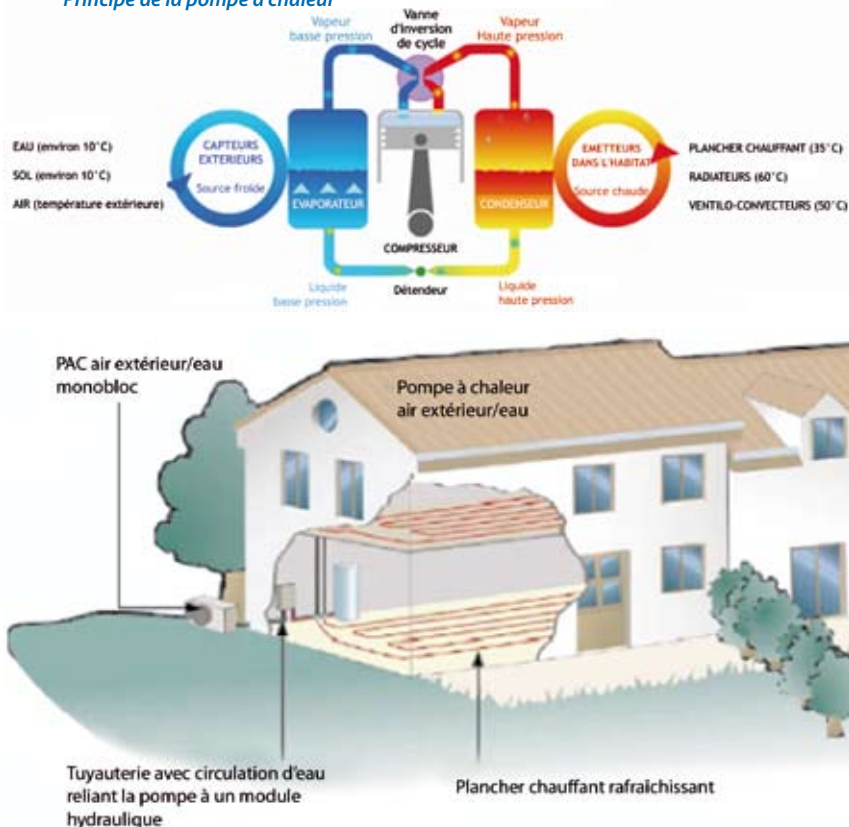 Principe de la pompe à chaleur
Vapeur
basse pression
Vanne
d'inversion
de cycle
Vapeur
Haute pression
EAU (environ 10°C)
SOL (environ 10°C)
AIR (température extérieure)
CAPTEURS
EXTERIEURS
Source froide
EVAPORATEUR
COMPRESSEUR
CONDENSEUR
EMETTEURS
DANS L'HABITAT
Source chaude
PLANCHER CHAUFFANT (35°C)
RADIATEURS (60°C)
VENTILO-CONVECTEURS (50°C)
Liquide
basse pression
Détendeur
Liquide
haute pression
PAC air extérieur/eau
monobloc
Pompe à chaleur
air extérieur/eau
Tuyauterie avec circulation d'eau
reliant la pompe à un module
hydraulique
Plancher chauffant rafraîchissant